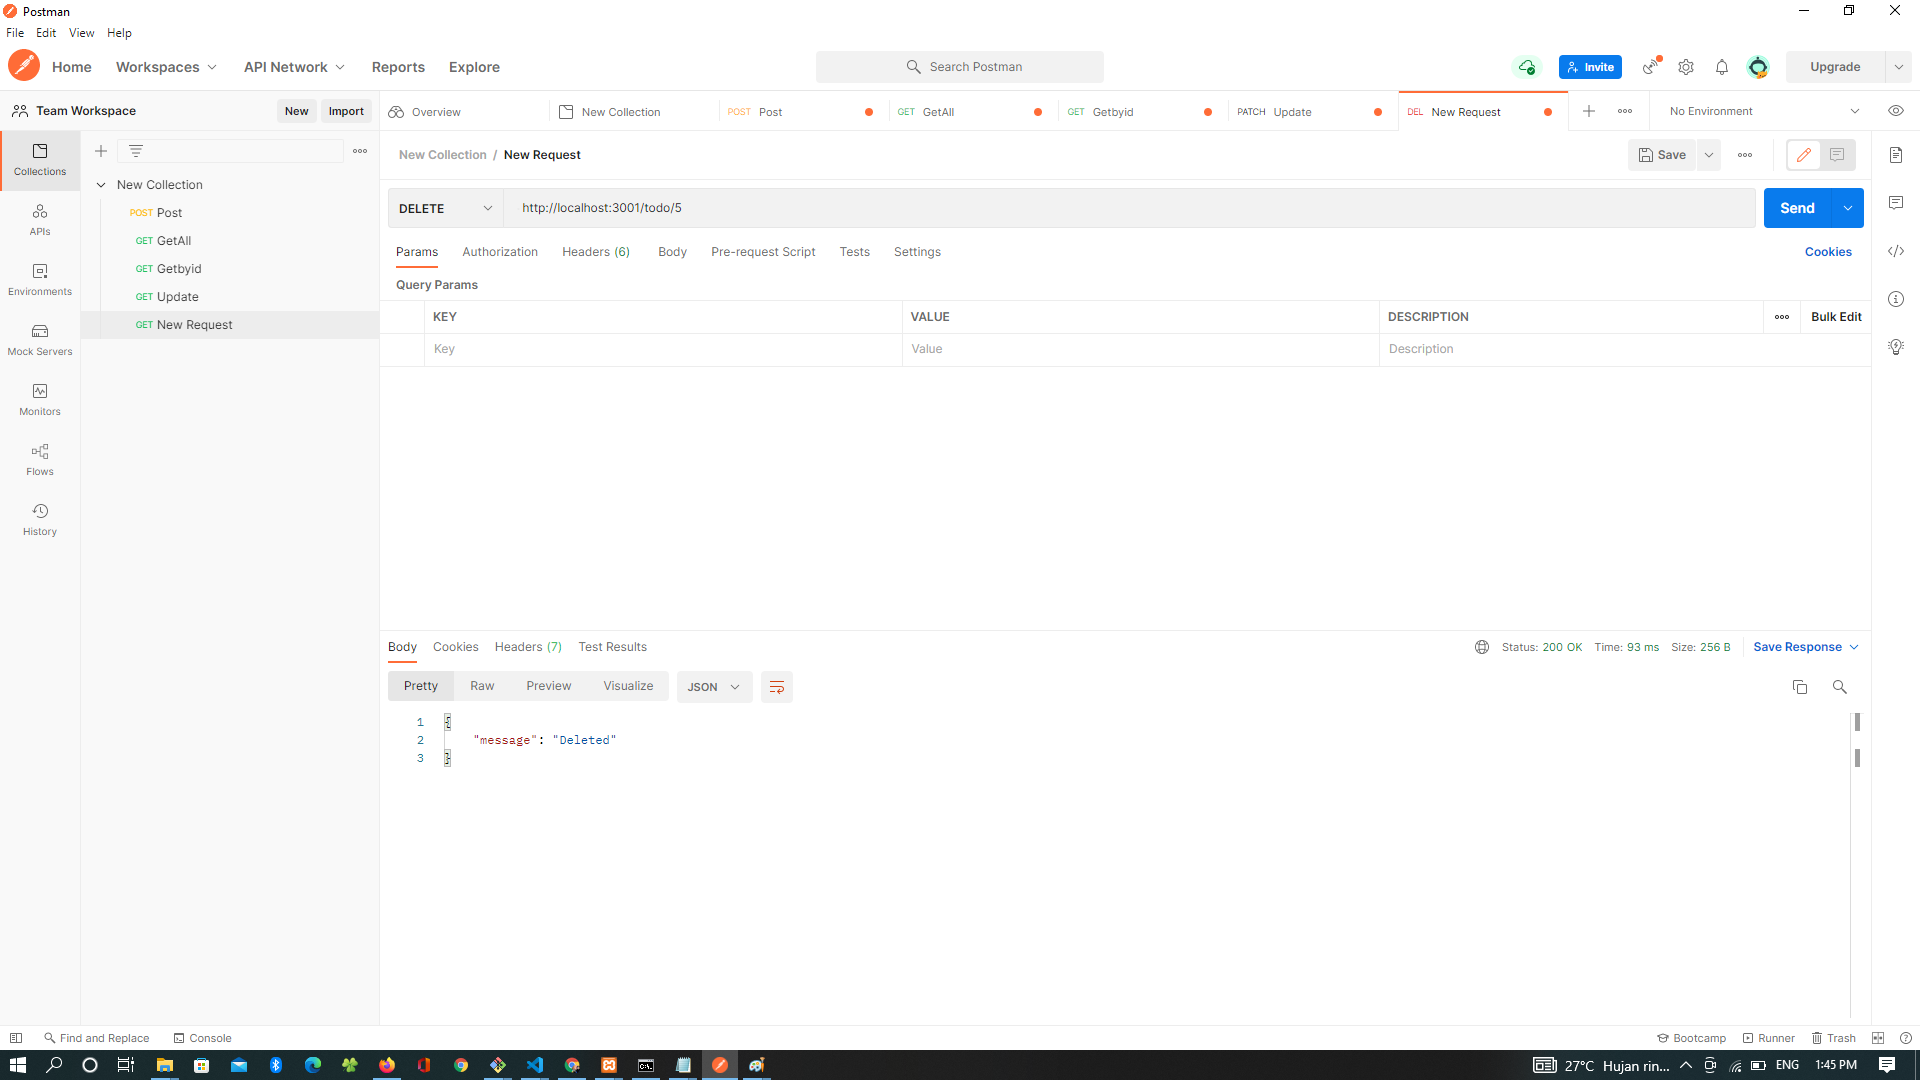 Postman
File Edit View Help
Home Workspaces API Network Reports Explore Search Postman Invite Upgrade
Team Workspace New Import
Overview New Collection POST Post GET GetAll GET Getbyid PATCH Update DEL New Request No Environment
Collections
APIs
Environments
Mock Servers
Monitors
Flows
History
New Collection
POST Post
GET GetAll
GET Getbyid
GET Update
GET New Request
New Collection / New Request Save
DELETE http://localhost:3001/todo/5 Send
Params Authorization Headers (6) Body Pre-request Script Tests Settings Cookies
Query Params
KEY VALUE DESCRIPTION Bulk Edit
Key Value Description
Body Cookies Headers (7) Test Results Status: 200 OK Time: 93 ms Size: 256 B Save Response
Pretty Raw Preview Visualize JSON
1 {
2 "message": "Deleted"
3 }
Find and Replace Console Bootcamp Runner Trash
27°C Hujan rin... ENG 1:45 PM